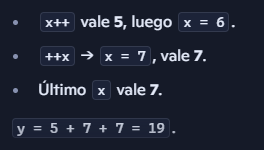 • x++ vale 5, luego x = 6.
• ++x → x = 7, vale 7.
• Último x vale 7.
y = 5 + 7 + 7 = 19.